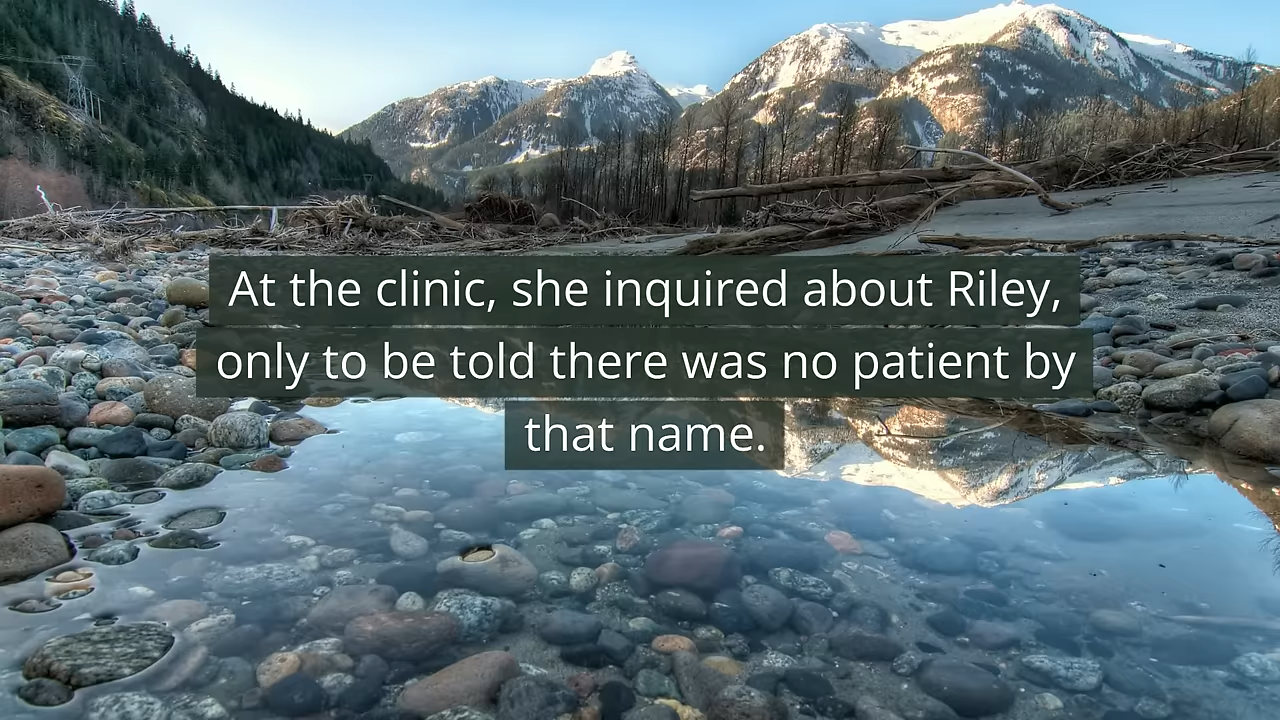 At the clinic, she inquired about Riley,
only to be told there was no patient by
that name.